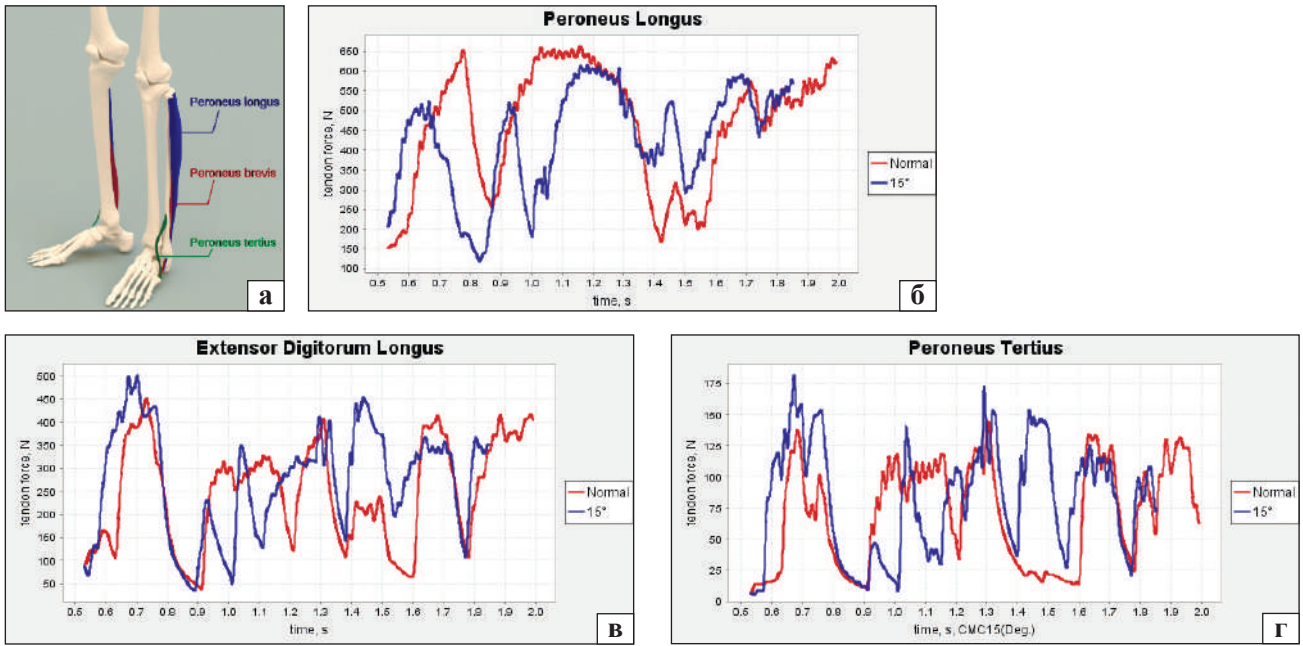 Peroneus longus
Peroneus brevis
Peroneus tertius
а
Peroneus Longus
650
600
550
500
450
400
350
300
250
200
150
100
tendon force, N
0.5 0.6 0.7 0.8 0.9 1.0 1.1 1.2 1.3 1.4 1.5 1.6 1.7 1.8 1.9 2.0
time, s
Normal
15°
б
Extensor Digitorum Longus
500
450
400
350
300
250
200
150
100
50
tendon force, N
0.5 0.6 0.7 0.8 0.9 1.0 1.1 1.2 1.3 1.4 1.5 1.6 1.7 1.8 1.9 2.0
time, s
Normal
15°
в
Peroneus Tertius
175
150
125
100
75
50
25
0
tendon force, N
0.5 0.6 0.7 0.8 0.9 1.0 1.1 1.2 1.3 1.4 1.5 1.6 1.7 1.8 1.9 2.0
time, s, CMC15(Deg.)
Normal
15°
г